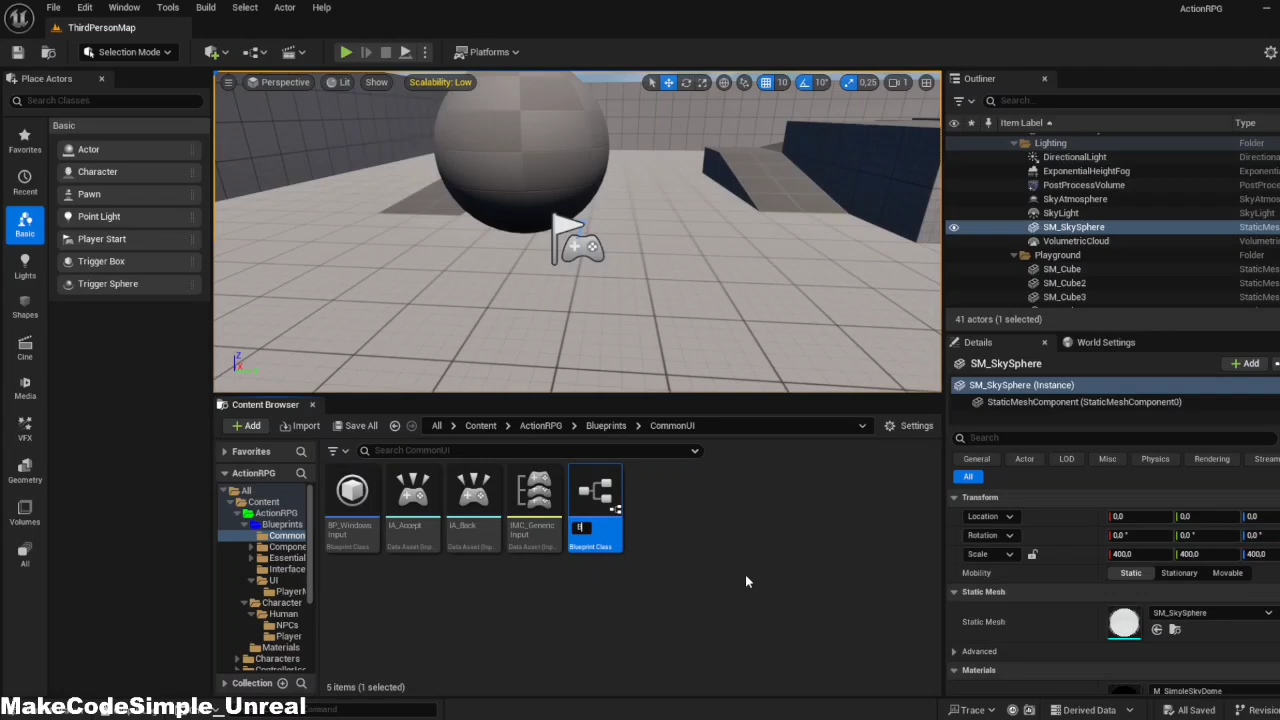 File Edit Window Tools Build Select Actor Help ActionRPG
ThirdPersonMap
Selection Mode Platforms
Place Actors
Search Classes
Basic
Favorites
Recent
Basic
Lights
Shapes
Cine
Media
VFX
Geometry
Volumes
All
Actor
Character
Pawn
Point Light
Player Start
Trigger Box
Trigger Sphere
Perspective Lit Show Scalability: Low 10 10° 0,25 1
Z
X
Outliner
Search...
Item Label Type
Lighting Folder
DirectionalLight DirectionalLight
ExponentialHeightFog
PostProcessVolume
SkyAtmosphere
SkyLight SkyLight
SM_SkySphere StaticMes
VolumetricCloud
Playground Folder
SM_Cube StaticMes
SM_Cube2 StaticMes
SM_Cube3 StaticMes
41 actors (1 selected)
Details World Settings
SM_SkySphere Add
SM_SkySphere (Instance)
StaticMeshComponent (StaticMeshComponent0)
Search
General Actor LOD Misc Physics Rendering Stream
All
Transform
Location 0,0 0,0 0,0
Rotation 0,0 ° 0,0 ° 0,0 °
Scale 400,0 400,0 400,0
Mobility Static Stationary Movable
Static Mesh
Static Mesh SM_SkySphere
Advanced
Materials
M_SimpleSkyDome
Content Browser
Add Import Save All All Content ActionRPG Blueprints CommonUI Settings
Favorites
ActionRPG
All
Content
ActionRPG
Blueprints
Common
Compone
Essential
Interface
UI
PlayerM
Character
Human
NPCs
Player
Materials
Characters
Collection
Search CommonUI
BP_Windows
Input
Blueprint Class
IA_Accept
Data Asset (Inp...
IA_Back
Data Asset (Inp...
IMC_Generic
Input
Data Asset (Inp...
B
Blueprint Class
5 items (1 selected)
MakeCodeSimple_Unreal
Trace Derived Data All Saved Revisio